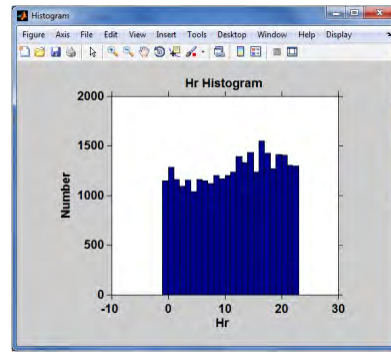 Histogram
Figure Axis File Edit View Insert Tools Desktop Window Help Display
Hr Histogram
2000
1500
1000
500
0
Number
-10 0 10 20 30
Hr